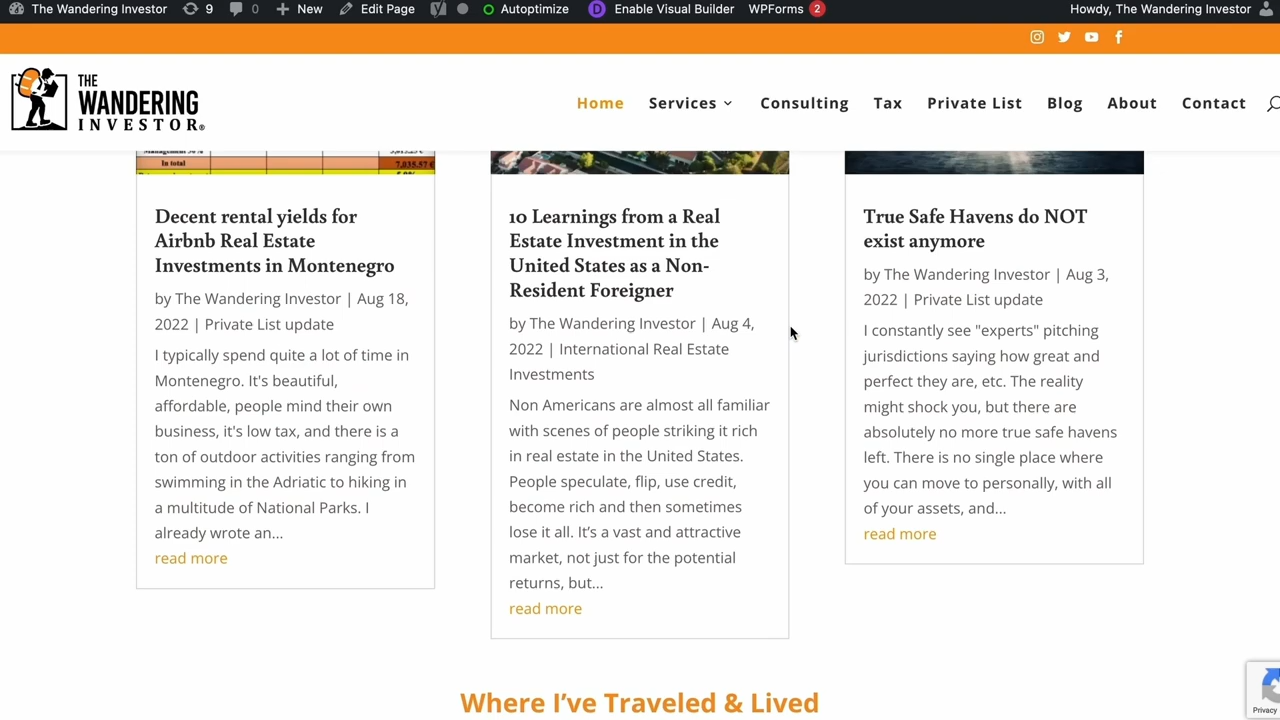 The Wandering Investor 9 0 New Edit Page Autoptimize D Enable Visual Builder WPForms 2 Howdy, The Wandering Investor
THE
WANDERING
INVESTOR®
Home Services Consulting Tax Private List Blog About Contact
In total 7,035.57 €
Decent rental yields for
Airbnb Real Estate
Investments in Montenegro
by The Wandering Investor | Aug 18,
2022 | Private List update
I typically spend quite a lot of time in
Montenegro. It's beautiful,
affordable, people mind their own
business, it's low tax, and there is a
ton of outdoor activities ranging from
swimming in the Adriatic to hiking in
a multitude of National Parks. I
already wrote an...
read more
10 Learnings from a Real
Estate Investment in the
United States as a Non-
Resident Foreigner
by The Wandering Investor | Aug 4,
2022 | International Real Estate
Investments
Non Americans are almost all familiar
with scenes of people striking it rich
in real estate in the United States.
People speculate, flip, use credit,
become rich and then sometimes
lose it all. It's a vast and attractive
market, not just for the potential
returns, but...
read more
True Safe Havens do NOT
exist anymore
by The Wandering Investor | Aug 3,
2022 | Private List update
I constantly see "experts" pitching
jurisdictions saying how great and
perfect they are, etc. The reality
might shock you, but there are
absolutely no more true safe havens
left. There is no single place where
you can move to personally, with all
of your assets, and...
read more
Where I've Traveled & Lived
Privacy